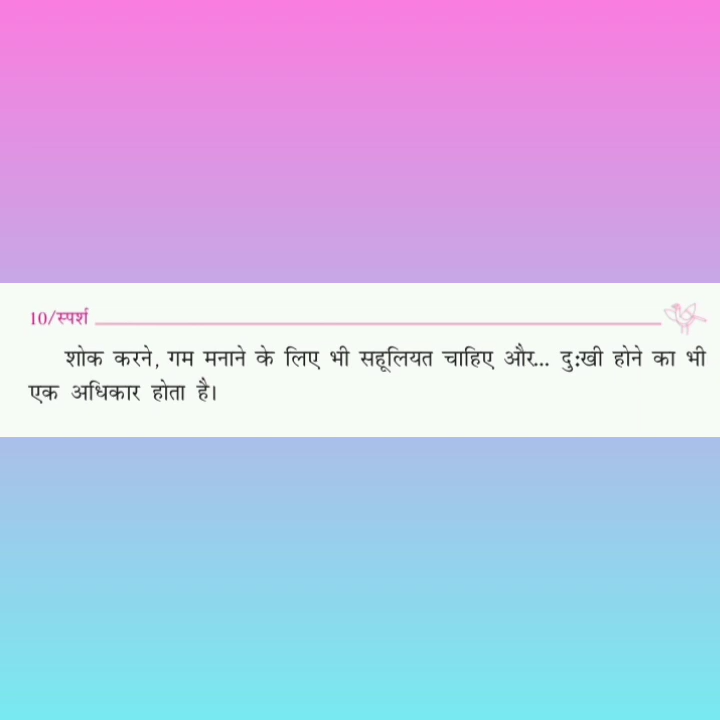 10/स्पर्श
शोक करने, गम मनाने के लिए भी सहूलियत चाहिए और... दु:खी होने का भी
एक अधिकार होता है।